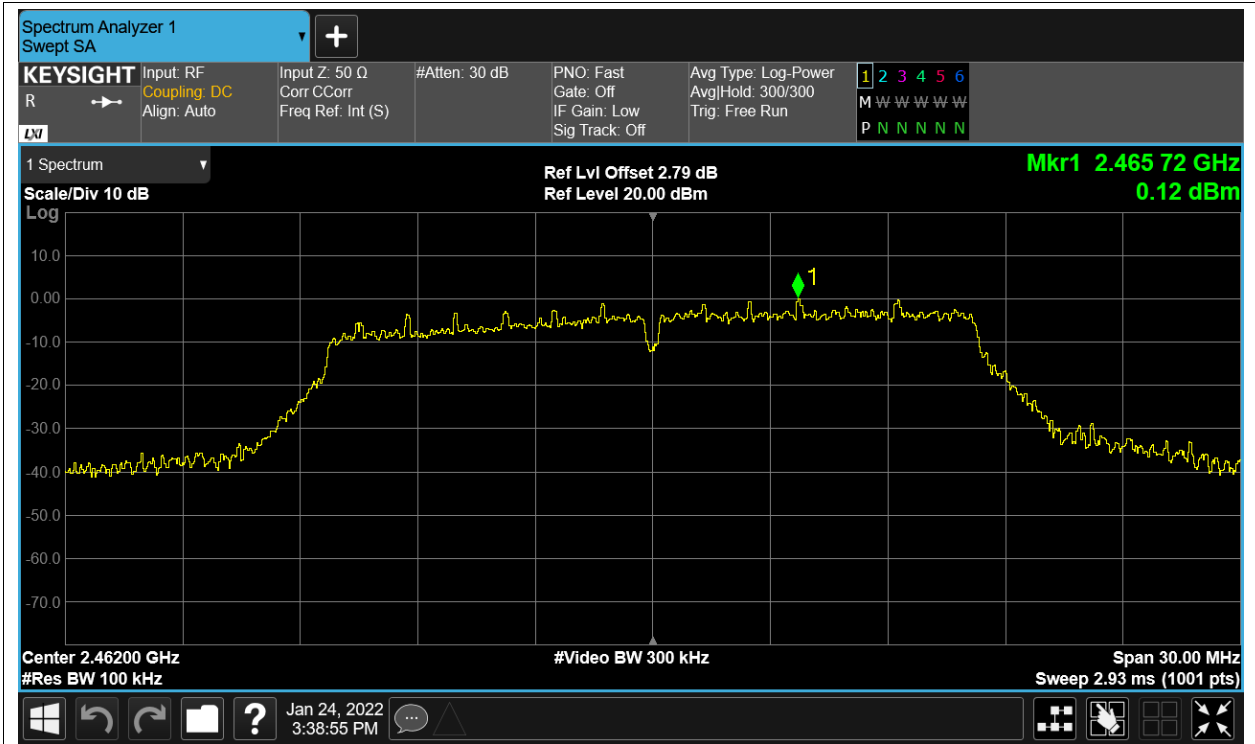 Spectrum Analyzer 1
Swept SA
+
KEYSIGHT
R
LXI
Input: RF
Coupling: DC
Align: Auto
Input Z: 50 Ω
Corr CCorr
Freq Ref: Int (S)
#Atten: 30 dB
PNO: Fast
Gate: Off
IF Gain: Low
Sig Track: Off
Avg Type: Log-Power
Avg|Hold: 300/300
Trig: Free Run
1 2 3 4 5 6
M W W W W W
P N N N N N
1 Spectrum
Scale/Div 10 dB
Log
Ref Lvl Offset 2.79 dB
Ref Level 20.00 dBm
Mkr1 2.465 72 GHz
0.12 dBm
1
10.0
0.00
-10.0
-20.0
-30.0
-40.0
-50.0
-60.0
-70.0
Center 2.46200 GHz
#Video BW 300 kHz
Span 30.00 MHz
#Res BW 100 kHz
Sweep 2.93 ms (1001 pts)
?
Jan 24, 2022
3:38:55 PM